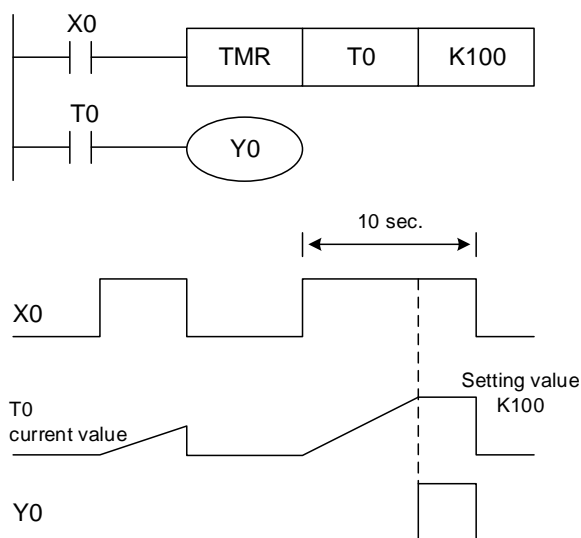 X0
TMR T0 K100
T0
Y0
10 sec.
X0
T0
current value
Setting value
K100
Y0